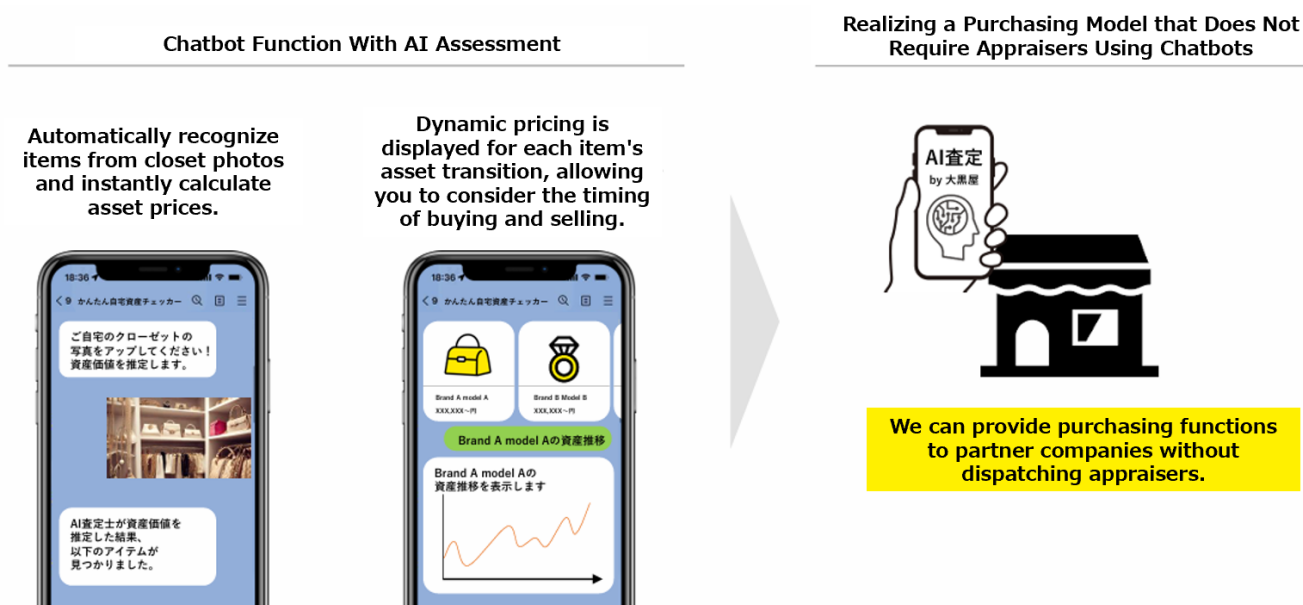 Chatbot Function With AI Assessment
Realizing a Purchasing Model that Does Not
Require Appraisers Using Chatbots
Automatically recognize
items from closet photos
and instantly calculate
asset prices.
Dynamic pricing is
displayed for each item's
asset transition, allowing
you to consider the timing
of buying and selling.
18:36
9 かんたん自宅資産チェッカー
ご自宅のクローゼットの
写真をアップしてください！
資産価値を推定します。
AI査定士が資産価値を
推定した結果、
以下のアイテムが
見つかりました。
18:36
9 かんたん自宅資産チェッカー
Brand A model A
XXX,XXX～円
Brand B Model B
XXX,XXX～円
Brand A model Aの資産推移
Brand A model Aの
資産推移を表示します
AI査定
by 大黒屋
We can provide purchasing functions
to partner companies without
dispatching appraisers.